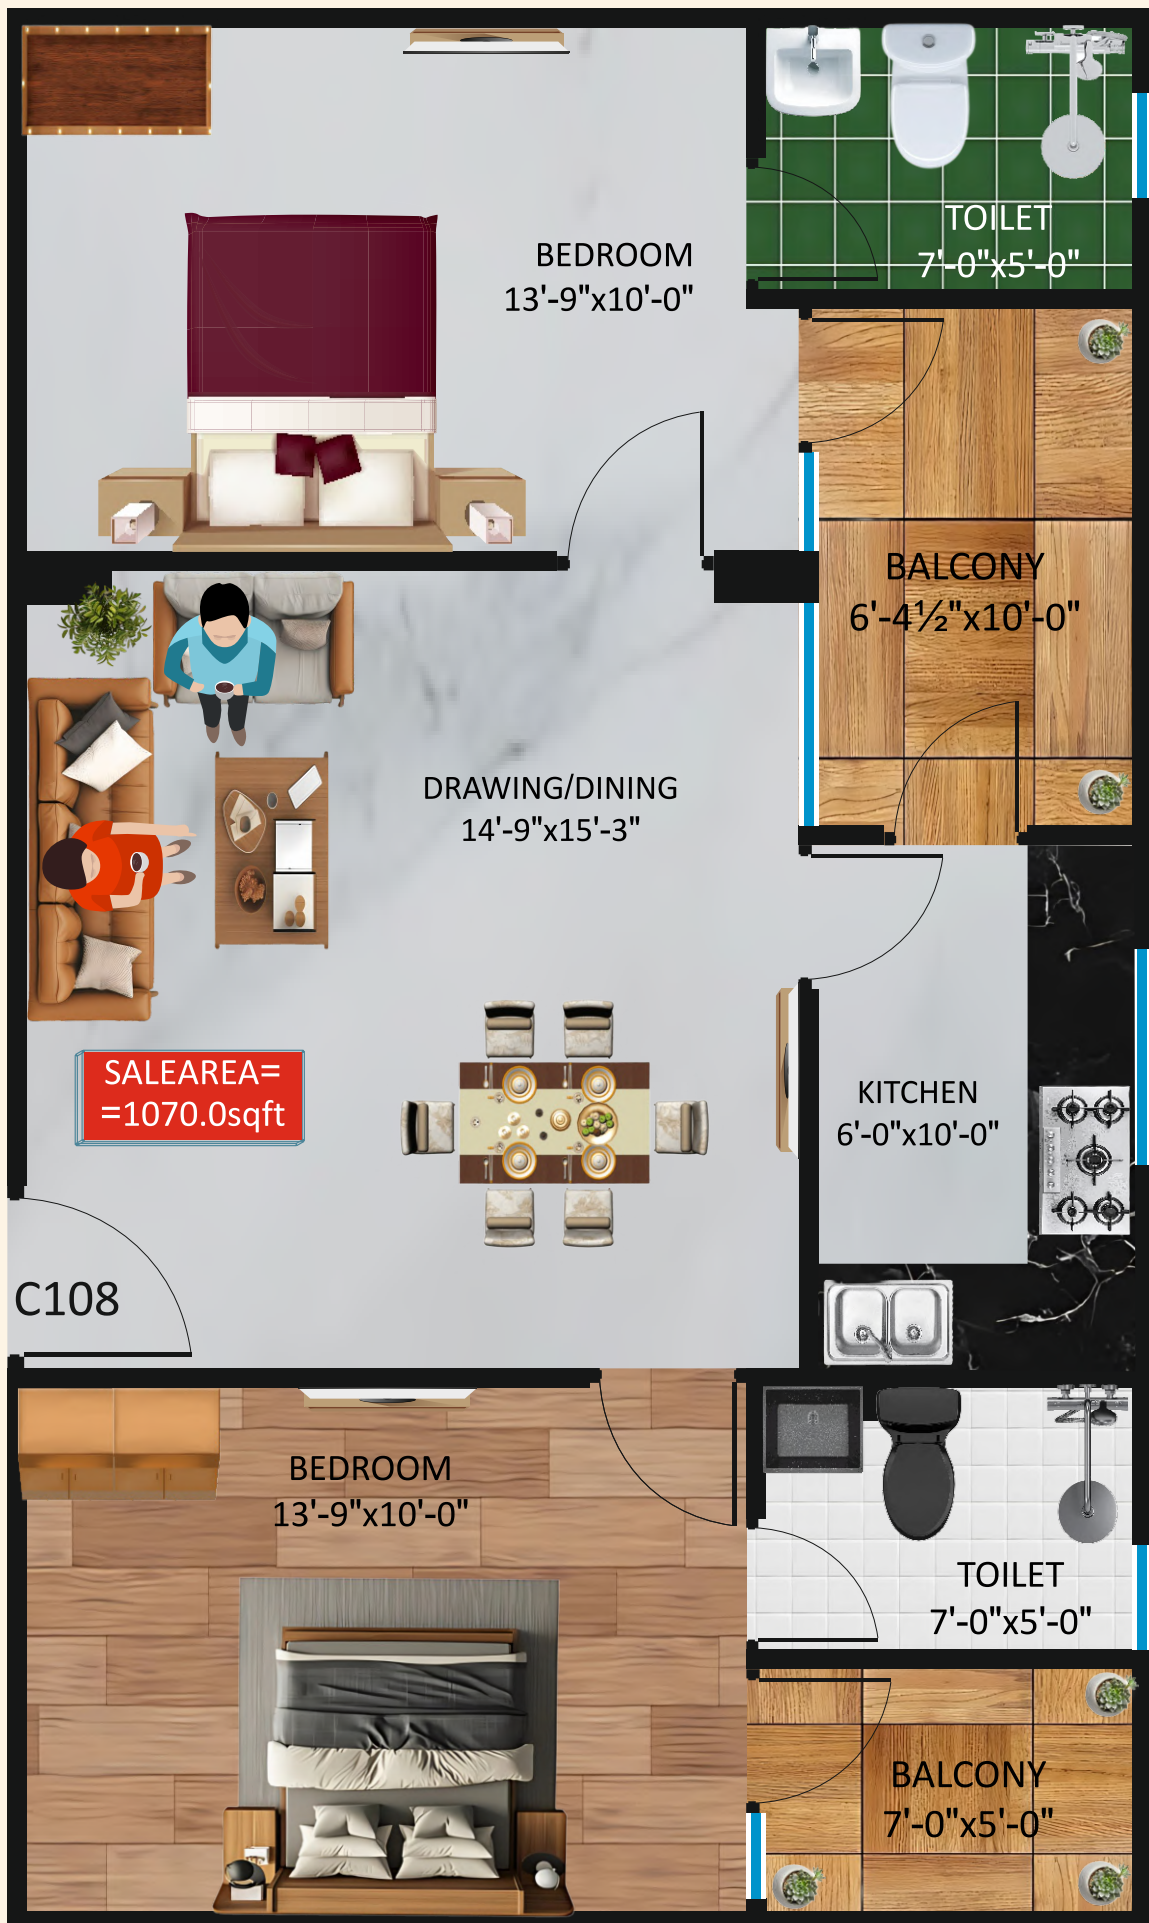 TOILET
7'-0"x5'-0"
BEDROOM
13'-9"x10'-0"
BALCONY
6'-4½"x10'-0"
DRAWING/DINING
14'-9"x15'-3"
SALEAREA=
=1070.0sqft
KITCHEN
6'-0"x10'-0"
C108
BEDROOM
13'-9"x10'-0"
TOILET
7'-0"x5'-0"
BALCONY
7'-0"x5'-0"